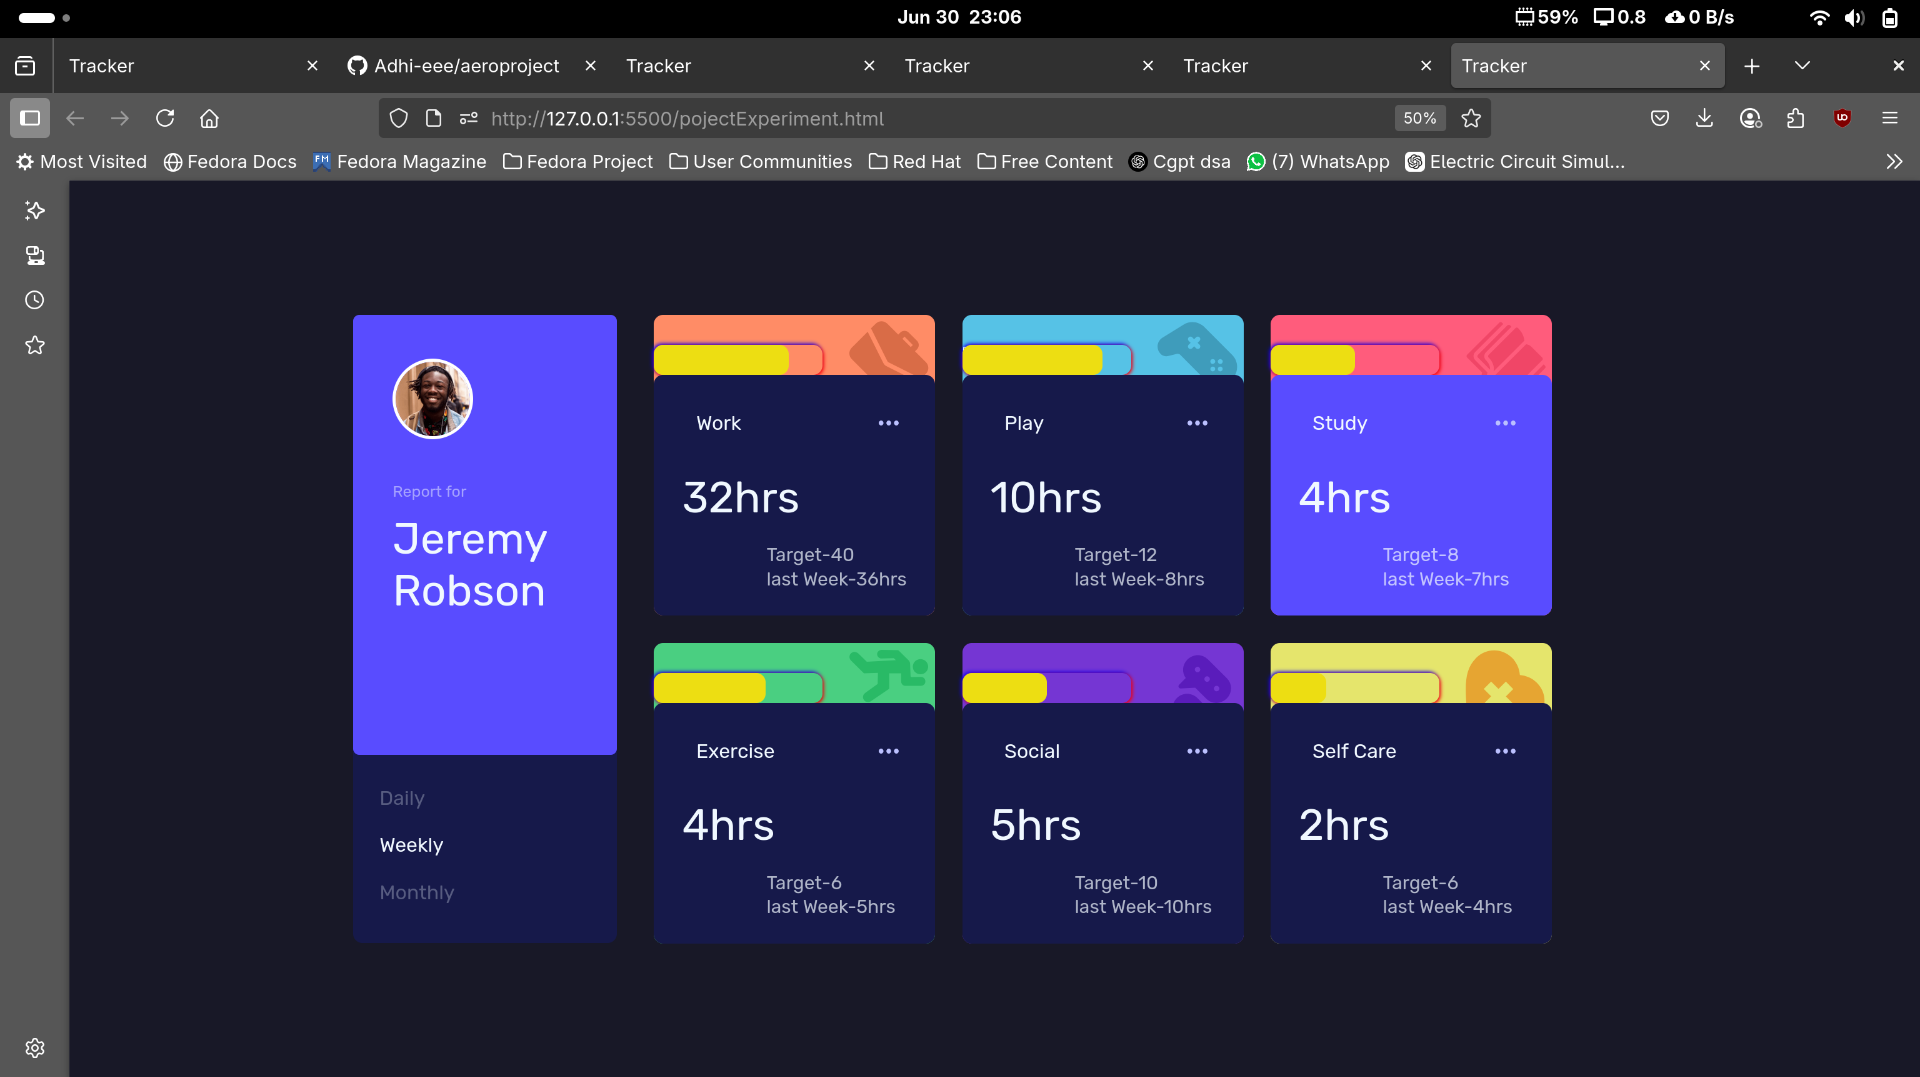 Jun 30 23:06
59% 0.8 0 B/s
Tracker
Adhi-eee/aeroproject
Tracker
Tracker
Tracker
Tracker
http://127.0.0.1:5500/pojectExperiment.html
50%
Most Visited
Fedora Docs
FM Fedora Magazine
Fedora Project
User Communities
Red Hat
Free Content
Cgpt dsa
(7) WhatsApp
Electric Circuit Simul...
Report for
Jeremy
Robson
Daily
Weekly
Monthly
Work
32hrs
Target-40
last Week-36hrs
Play
10hrs
Target-12
last Week-8hrs
Study
4hrs
Target-8
last Week-7hrs
Exercise
4hrs
Target-6
last Week-5hrs
Social
5hrs
Target-10
last Week-10hrs
Self Care
2hrs
Target-6
last Week-4hrs